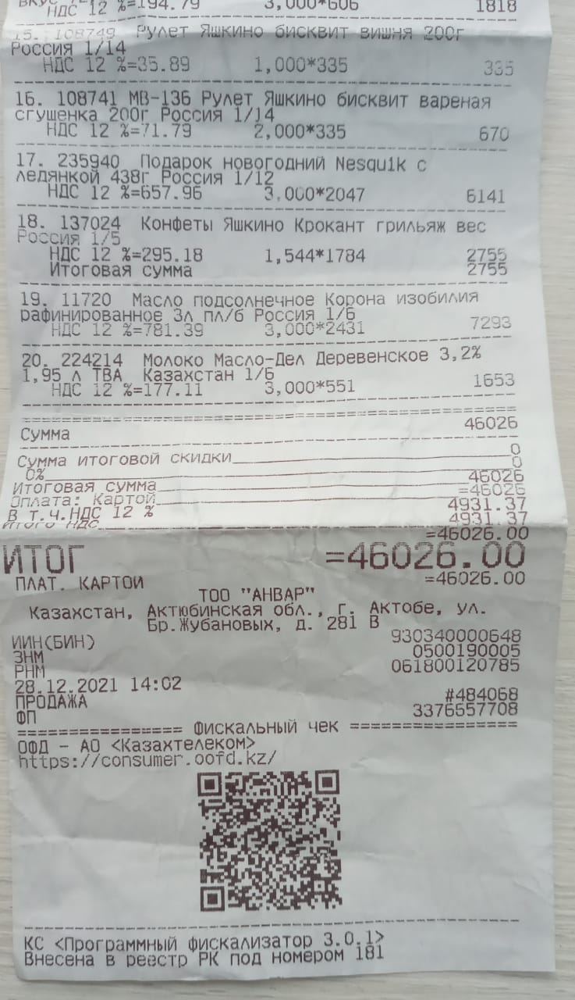 НДС 12 %=194.79 3,000*606 1818
15. 108749 Рулет Яшкино бисквит вишня 200г
Россия 1/14
НДС 12 %=35.89 1,000*335 335
16. 108741 МВ-136 Рулет Яшкино бисквит вареная
сгущенка 200г Россия 1/14
НДС 12 %=71.79 2,000*335 670
17. 235940 Подарок новогодний Nesquik с
ледянкой 438г Россия 1/12
НДС 12 %=657.96 3,000*2047 6141
18. 137024 Конфеты Яшкино Крокант грильяж вес
Россия 1/5
НДС 12 %=295.18 1,544*1784 2755
Итоговая сумма 2755
19. 11720 Масло подсолнечное Корона изобилия
рафинированное 3л пл/б Россия 1/6
НДС 12 %=781.39 3,000*2431 7293
20. 224214 Молоко Масло-Дел Деревенское 3,2%
1,95 л TBA Казахстан 1/6
НДС 12 %=177.11 3,000*551 1653
Сумма 46026
Сумма итоговой скидки 0
0% 0
Итоговая сумма 46026
Оплата: Картой =46026
В т.ч.НДС 12 % 4931.37
Итого НДС 4931.37
=46026.00
ИТОГ =46026.00
ПЛАТ. КАРТОЙ =46026.00
ТОО "АНВАР"
Казахстан, Актюбинская обл., г. Актобе, ул.
Бр.Жубановых, д. 281 В
ИИН(БИН) 930340000648
ЗНМ 0500190005
РНМ 061800120785
28.12.2021 14:02
ПРОДАЖА #484068
ФП 3376557708
================ Фискальный чек ================
ОФД - АО <Казахтелеком>
https://consumer.oofd.kz/
КС <Программный фискализатор 3.0.1>
Внесена в реестр РК под номером 181